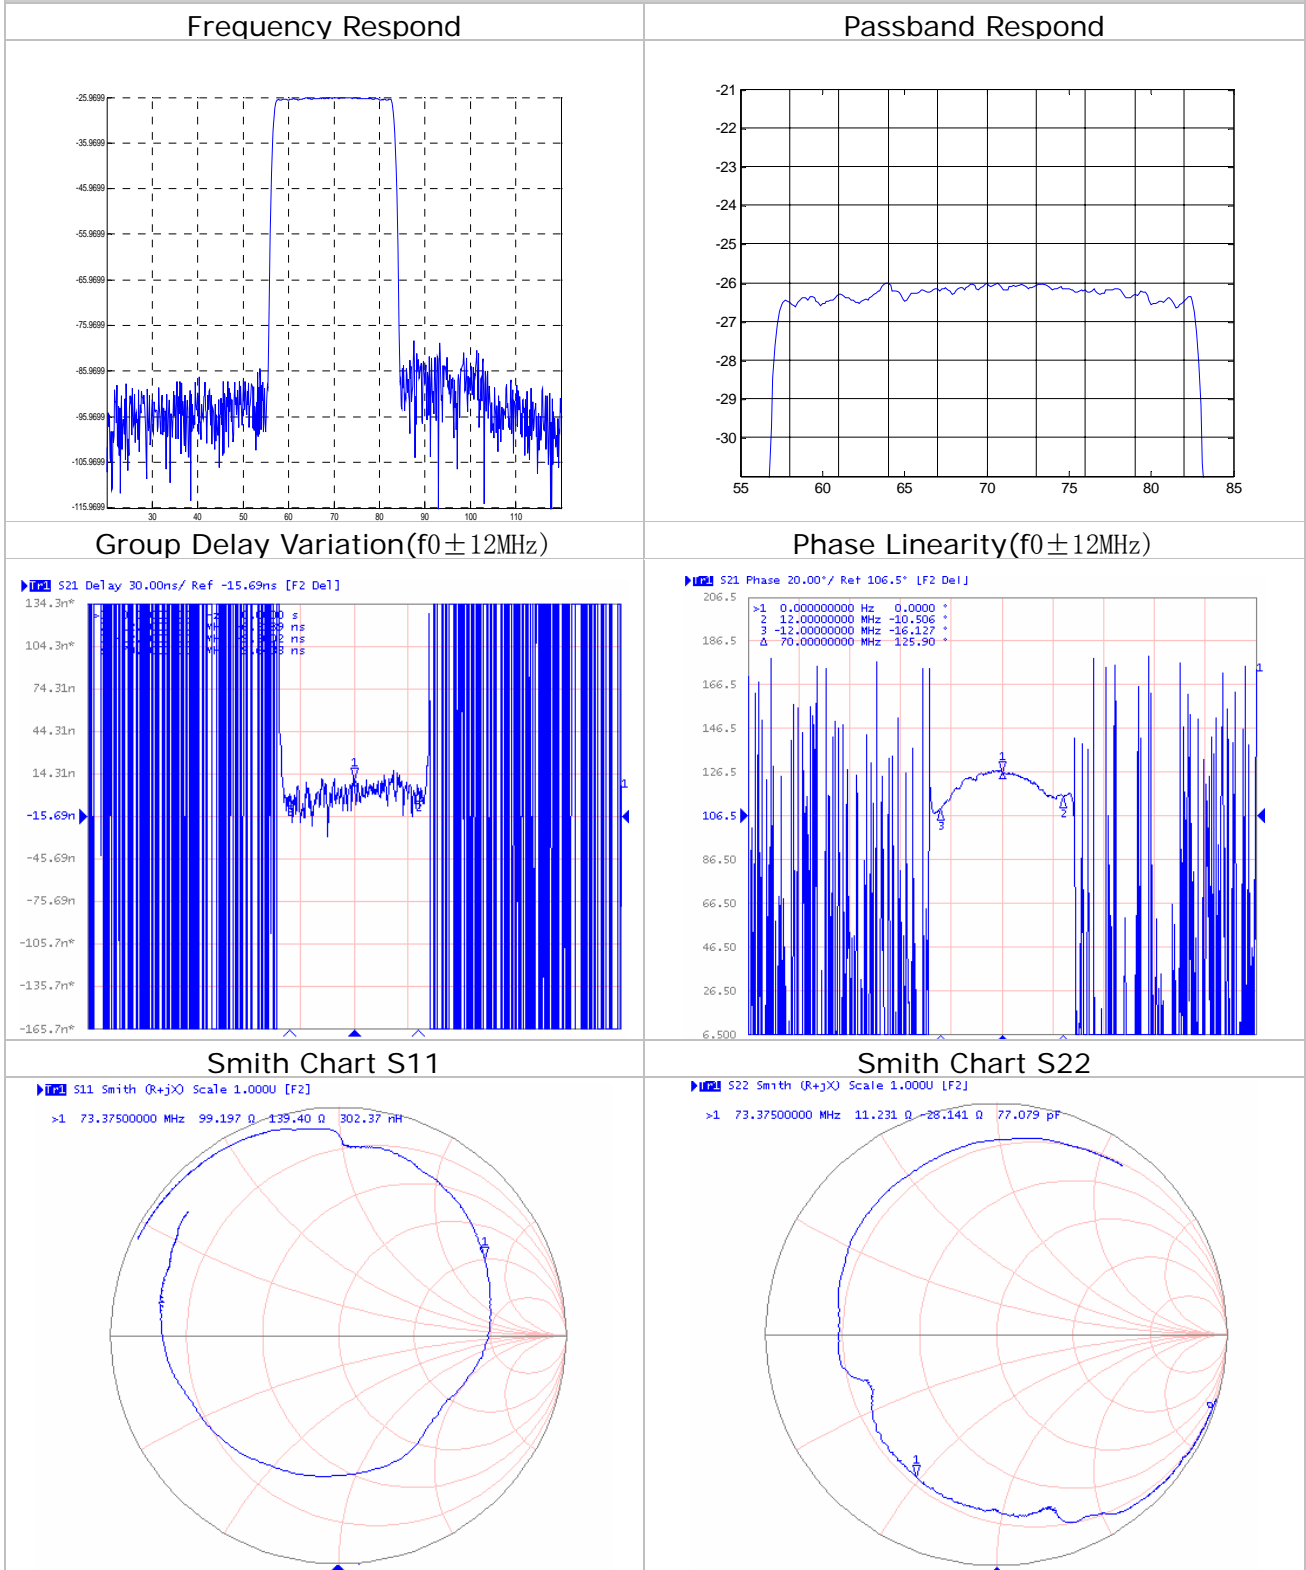 Frequency Respond
Passband Respond
-25.9699
-35.9699
-45.9699
-55.9699
-65.9699
-75.9699
-85.9699
-95.9699
-105.9699
-115.9699
30 40 50 60 70 80 90 100 110
-21
-22
-23
-24
-25
-26
-27
-28
-29
-30
55 60 65 70 75 80 85
Group Delay Variation(f0±12MHz)
Phase Linearity(f0±12MHz)
Tr1 S21 Delay 30.00ns/ Ref -15.69ns [F2 Del]
134.3n*
104.3n*
74.31n
44.31n
14.31n
-15.69n
-45.69n
-75.69n
-105.7n*
-135.7n*
-165.7n*
1
2
1
Tr1 S21 Phase 20.00°/ Ref 106.5° [F2 Del]
>1 0.000000000 Hz 0.0000 °
2 12.00000000 MHz -10.506 °
3 -12.00000000 MHz -16.127 °
Δ 70.00000000 MHz 125.90 °
206.5
186.5
166.5
146.5
126.5
106.5
86.50
66.50
46.50
26.50
6.500
1
2
3
1
Smith Chart S11
Smith Chart S22
Tr1 S11 Smith (R+jX) Scale 1.000U [F2]
>1 73.37500000 MHz 99.197 Ω 139.40 Ω 302.37 nH
1
Tr1 S22 Smith (R+jX) Scale 1.000U [F2]
>1 73.37500000 MHz 11.231 Ω -28.141 Ω 77.079 pF
1